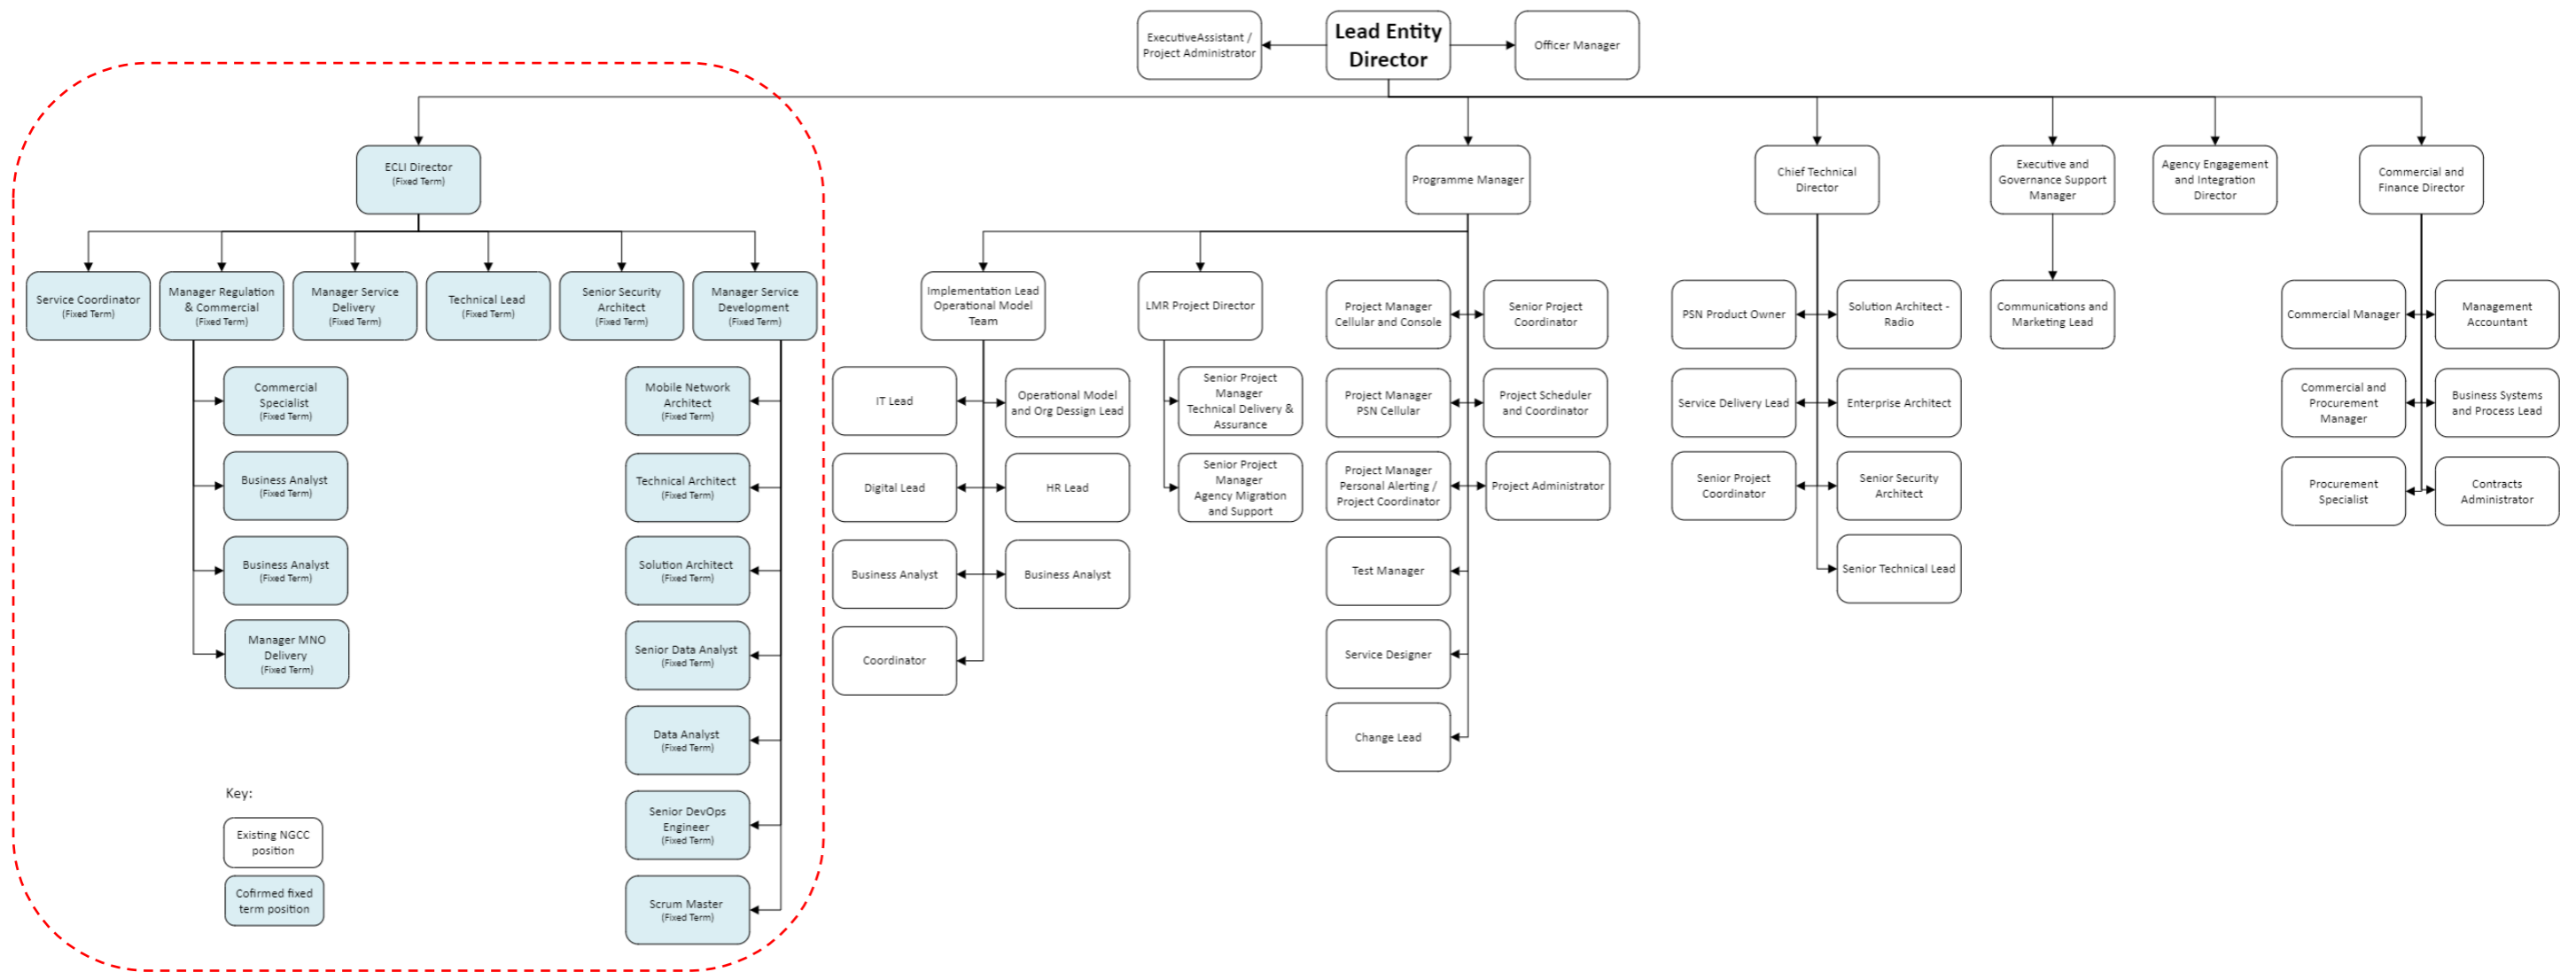 ExecutiveAssistant /
Project Administrator
Lead Entity
Director
Officer Manager
ECLI Director
(Fixed Term)
Programme Manager
Chief Technical
Director
Executive and
Governance Support
Manager
Agency Engagement
and Integration
Director
Commercial and
Finance Director
Service Coordinator
(Fixed Term)
Manager Regulation
& Commercial
(Fixed Term)
Manager Service
Delivery
(Fixed Term)
Technical Lead
(Fixed Term)
Senior Security
Architect
(Fixed Term)
Manager Service
Development
(Fixed Term)
Commercial
Specialist
(Fixed Term)
Business Analyst
(Fixed Term)
Business Analyst
(Fixed Term)
Manager MNO
Delivery
(Fixed Term)
Mobile Network
Architect
(Fixed Term)
Technical Architect
(Fixed Term)
Solution Architect
(Fixed Term)
Senior Data Analyst
(Fixed Term)
Data Analyst
(Fixed Term)
Senior DevOps
Engineer
(Fixed Term)
Scrum Master
(Fixed Term)
Key:
Existing NGCC
position
Cofirmed fixed
term position
Implementation Lead
Operational Model
Team
IT Lead
Operational Model
and Org Dessign Lead
Digital Lead
HR Lead
Business Analyst
Business Analyst
Coordinator
LMR Project Director
Senior Project
Manager
Technical Delivery &
Assurance
Senior Project
Manager
Agency Migration
and Support
Project Manager
Cellular and Console
Senior Project
Coordinator
Project Manager
PSN Cellular
Project Scheduler
and Coordinator
Project Manager
Personal Alerting /
Project Coordinator
Project Administrator
Test Manager
Service Designer
Change Lead
PSN Product Owner
Solution Architect -
Radio
Service Delivery Lead
Enterprise Architect
Senior Project
Coordinator
Senior Security
Architect
Senior Technical Lead
Communications and
Marketing Lead
Commercial Manager
Management
Accountant
Commercial and
Procurement
Manager
Business Systems
and Process Lead
Procurement
Specialist
Contracts
Administrator